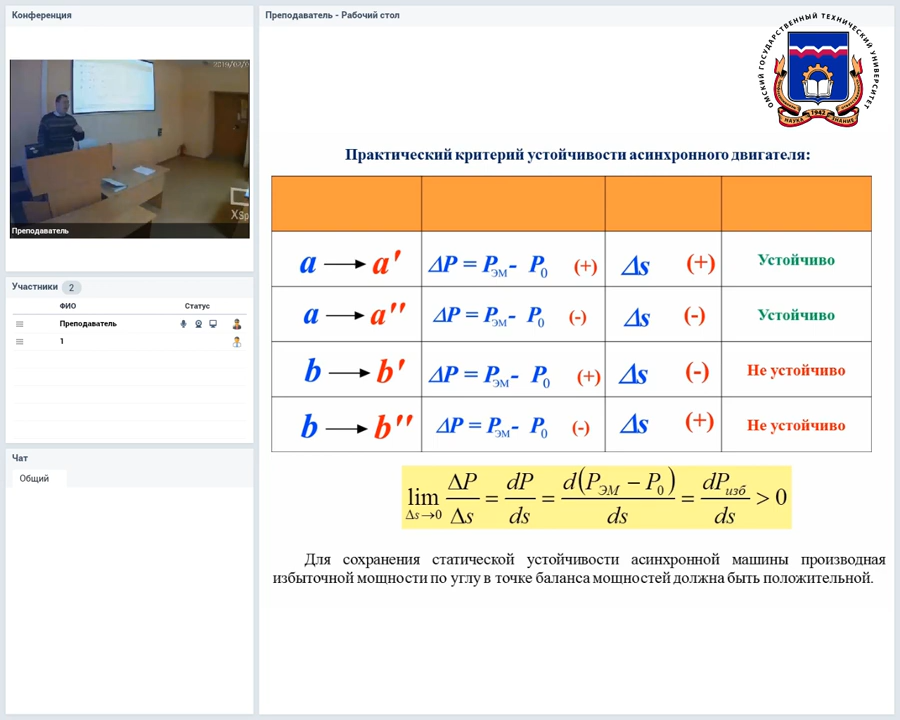 Конференция
2019/02/0
XSp
Преподаватель
Участники 2
ФИО Статус
Преподаватель
1
Чат
Общий
Преподаватель - Рабочий стол
ОМСКИЙ ГОСУДАРСТВЕННЫЙ ТЕХНИЧЕСКИЙ УНИВЕРСИТЕТ
НАУКА 1942 ЗНАНИЕ
Практический критерий устойчивости асинхронного двигателя:
a → a' ΔP = PЭМ - P0 (+) Δs (+) Устойчиво
a → a'' ΔP = PЭМ - P0 (-) Δs (-) Устойчиво
b → b' ΔP = PЭМ - P0 (+) Δs (-) Не устойчиво
b → b'' ΔP = PЭМ - P0 (-) Δs (+) Не устойчиво
lim Δs→0 ΔP/Δs = dP/ds = d(PЭМ − P0)/ds = dPизб/ds > 0
Для сохранения статической устойчивости асинхронной машины производная
избыточной мощности по углу в точке баланса мощностей должна быть положительной.